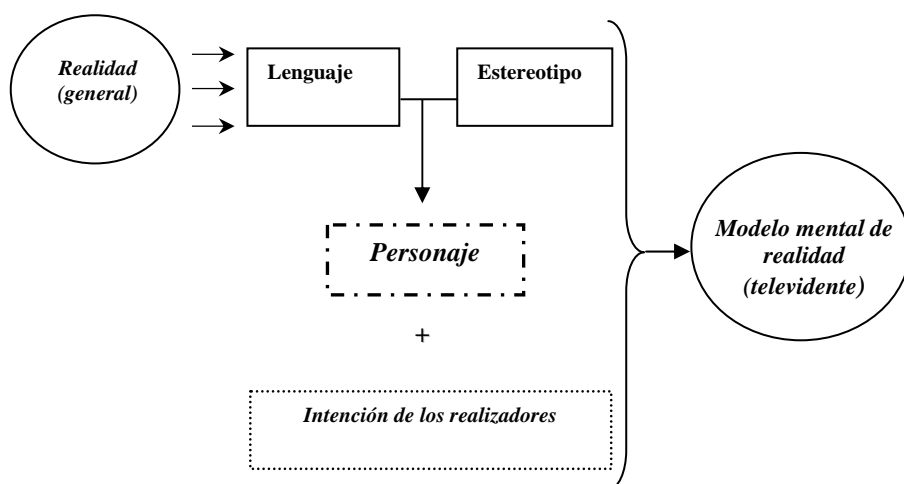 Realidad
(general)
Lenguaje
Estereotipo
Personaje
+
Intención de los realizadores
Modelo mental de
realidad
(televidente)